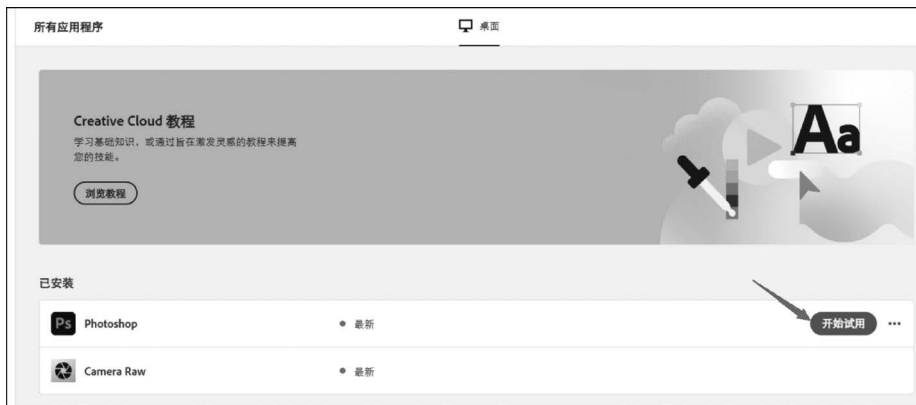 所有应用程序
桌面
Creative Cloud 教程
学习基础知识，或通过旨在激发灵感的教程来提高
您的技能。
浏览教程
Aa
已安装
Ps Photoshop
最新
开始试用
Camera Raw
最新